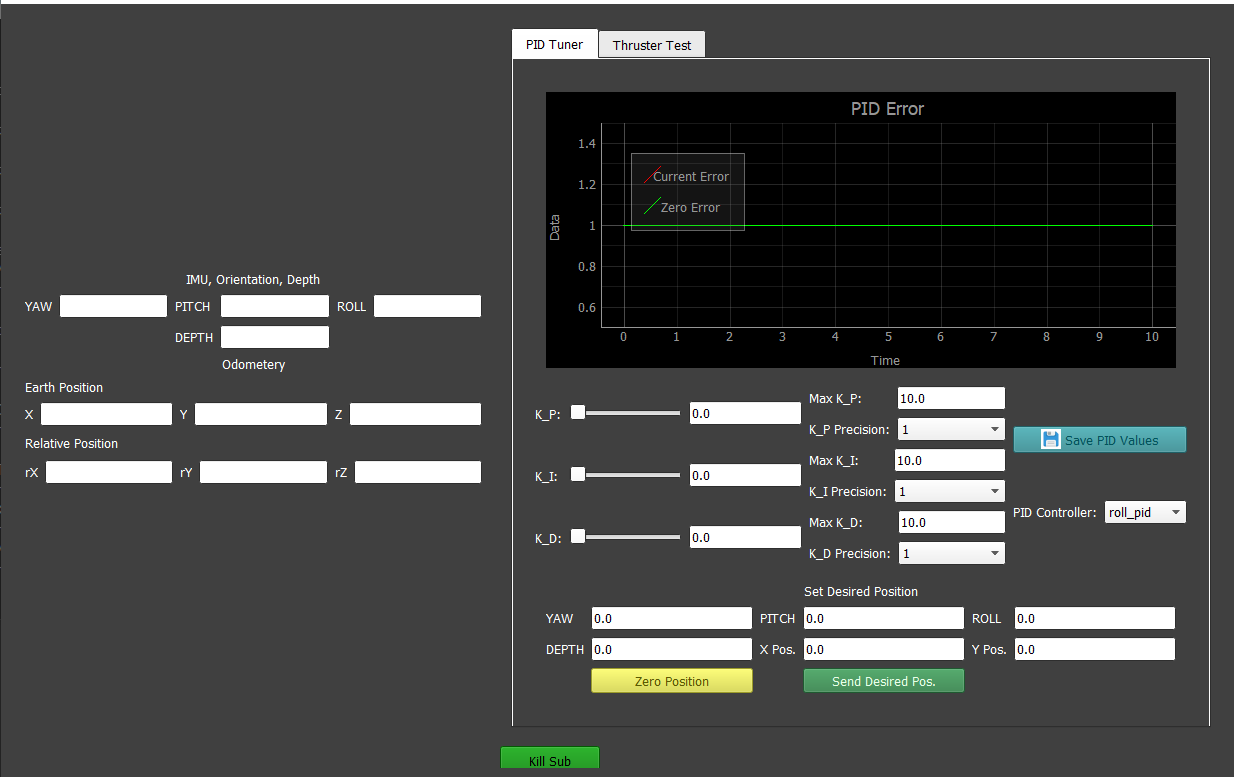 PID Tuner Thruster Test
PID Error
1.4
1.2
1
0.8
0.6
Data
Current Error
Zero Error
0 1 2 3 4 5 6 7 8 9 10
Time
IMU, Orientation, Depth
YAW PITCH ROLL
DEPTH
Odometery
Earth Position
X Y Z
Relative Position
rX rY rZ
K_P: 0.0
K_I: 0.0
K_D: 0.0
Max K_P: 10.0
K_P Precision: 1
Max K_I: 10.0
K_I Precision: 1
Max K_D: 10.0
K_D Precision: 1
Save PID Values
PID Controller: roll_pid
Set Desired Position
YAW 0.0 PITCH 0.0 ROLL 0.0
DEPTH 0.0 X Pos. 0.0 Y Pos. 0.0
Zero Position Send Desired Pos.
Kill Sub